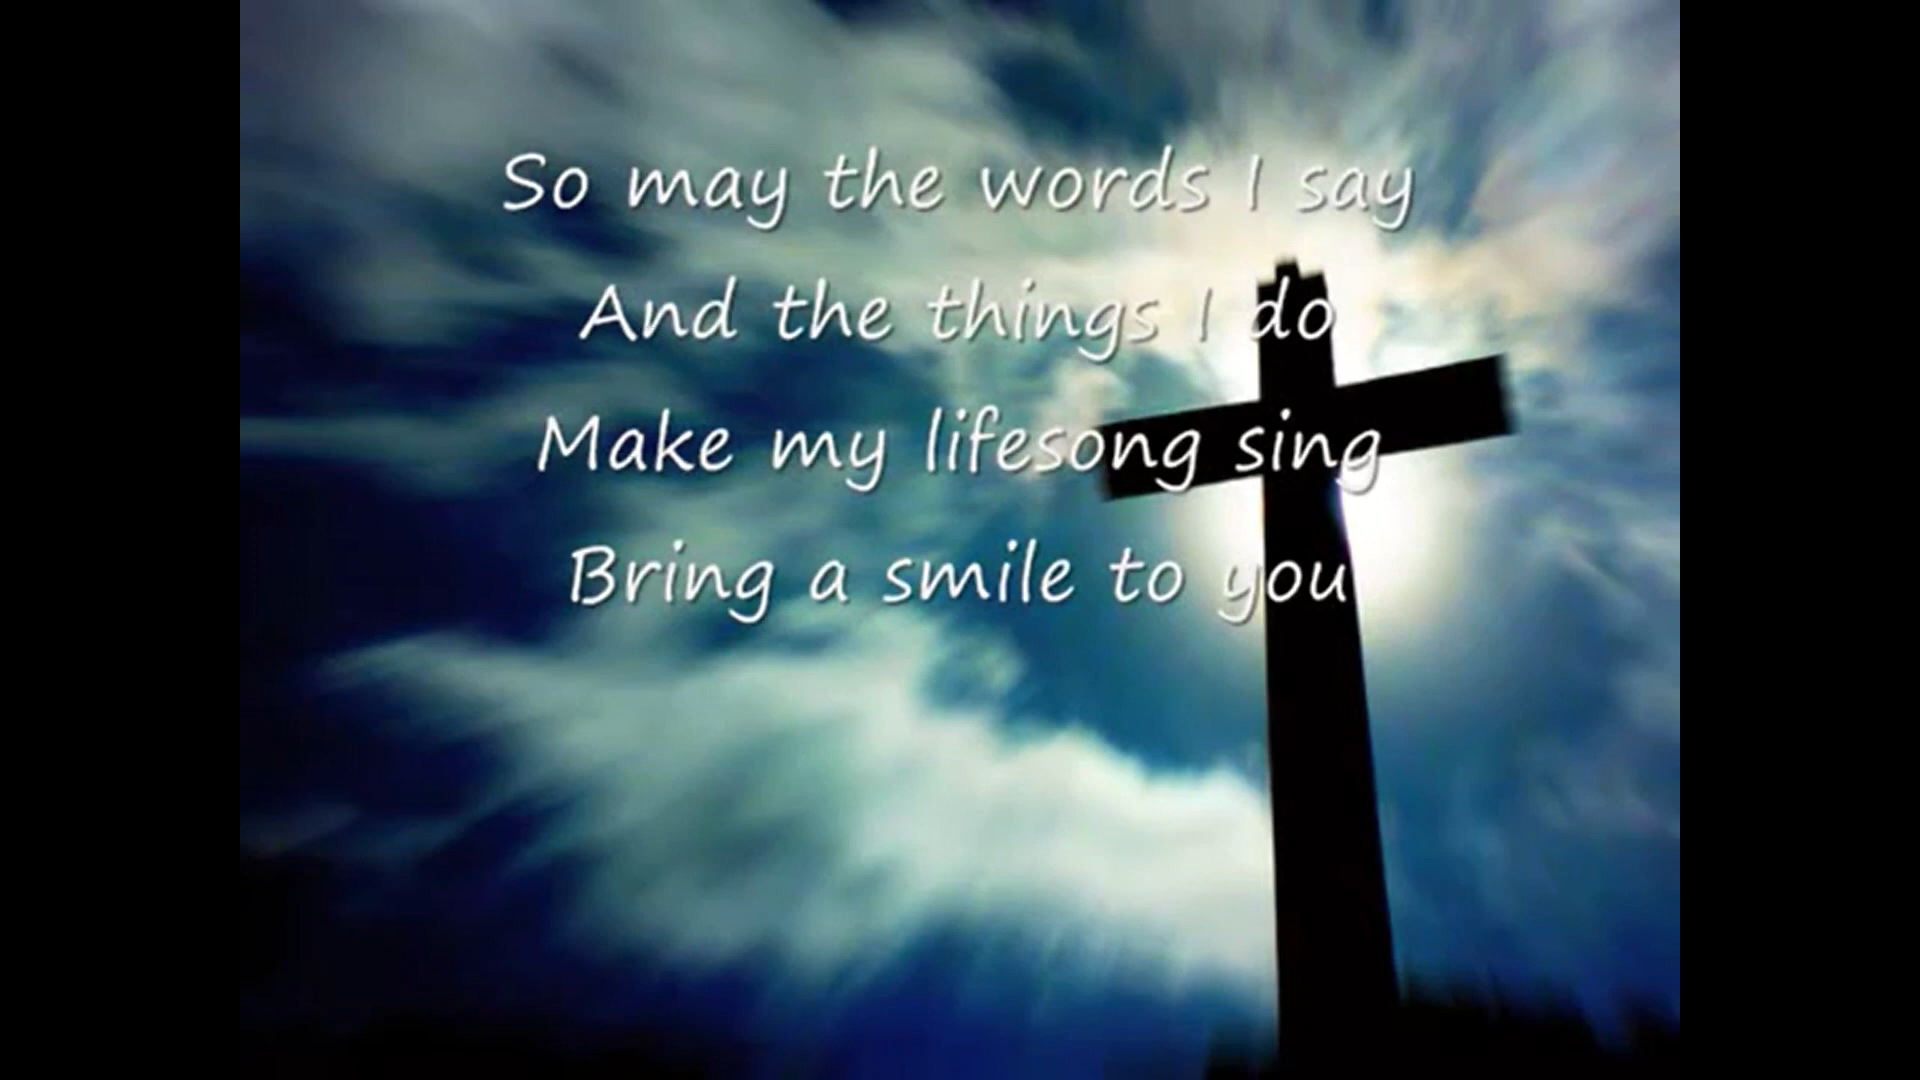 So may the words I say
And the things I do
Make my lifesong sing
Bring a smile to you